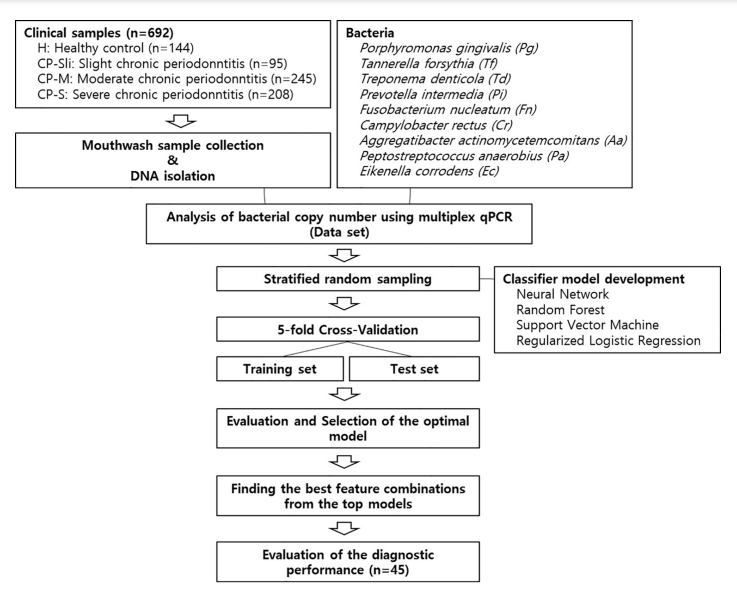 Clinical samples (n=692)
H: Healthy control (n=144)
CP-Sli: Slight chronic periodonntitis (n=95)
CP-M: Moderate chronic periodonntitis (n=245)
CP-S: Severe chronic periodonntitis (n=208)
Mouthwash sample collection
&
DNA isolation
Bacteria
Porphyromonas gingivalis (Pg)
Tannerella forsythia (Tf)
Treponema denticola (Td)
Prevotella intermedia (Pi)
Fusobacterium nucleatum (Fn)
Campylobacter rectus (Cr)
Aggregatibacter actinomycetemcomitans (Aa)
Peptostreptococcus anaerobius (Pa)
Eikenella corrodens (Ec)
Analysis of bacterial copy number using multiplex qPCR
(Data set)
Stratified random sampling
Classifier model development
Neural Network
Random Forest
Support Vector Machine
Regularized Logistic Regression
5-fold Cross-Validation
Training set
Test set
Evaluation and Selection of the optimal
model
Finding the best feature combinations
from the top models
Evaluation of the diagnostic
performance (n=45)